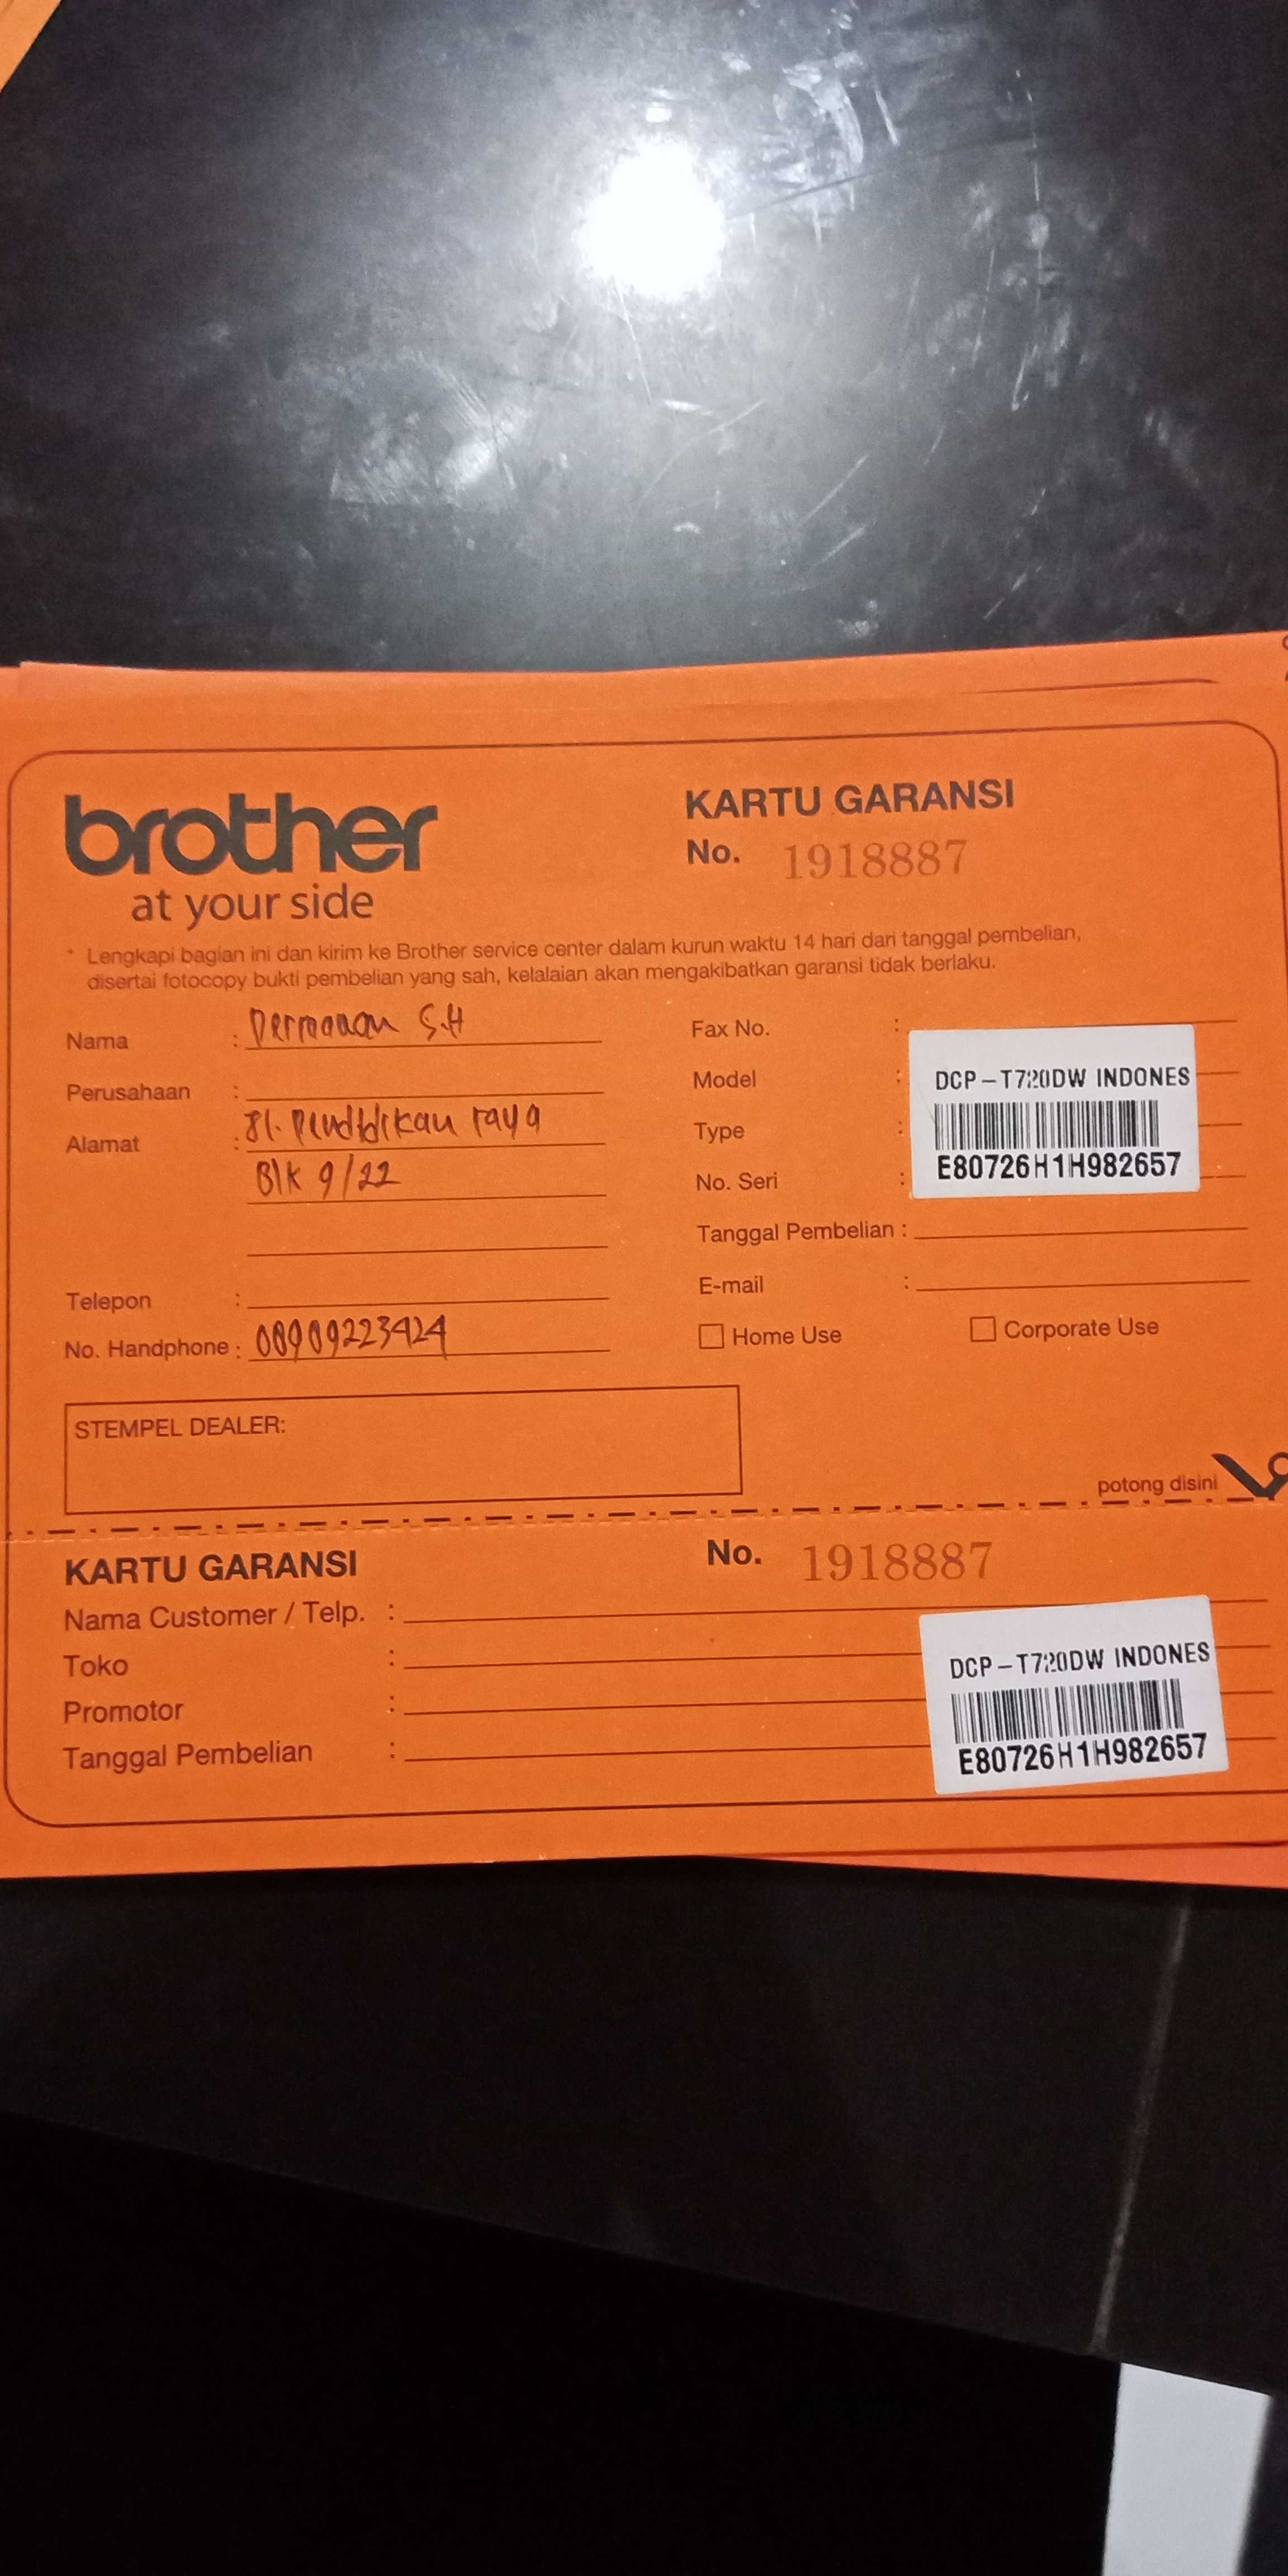 brother
at your side
KARTU GARANSI
No. 1918887
* Lengkapi bagian ini dan kirim ke Brother service center dalam kurun waktu 14 hari dari tanggal pembelian,
disertai fotocopy bukti pembelian yang sah, kelalaian akan mengakibatkan garansi tidak berlaku.
Nama : S.H
Perusahaan :
Alamat : Jl. Pendidikan raya
Blk 9/22
Telepon :
No. Handphone :
Fax No. :
Model : DCP-T720DW INDONES
Type :
No. Seri : E80726H1H982657
Tanggal Pembelian :
E-mail :
Home Use Corporate Use
STEMPEL DEALER:
potong disini
KARTU GARANSI No. 1918887
Nama Customer / Telp. :
Toko :
Promotor :
Tanggal Pembelian :
DCP-T720DW INDONES
E80726H1H982657